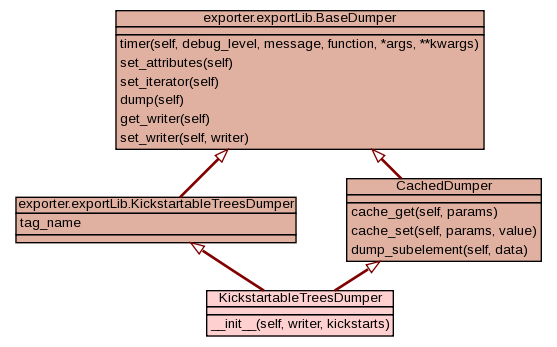 exporter.exportLib.BaseDumper
timer(self, debug_level, message, function, *args, **kwargs)
set_attributes(self)
set_iterator(self)
dump(self)
get_writer(self)
set_writer(self, writer)
exporter.exportLib.KickstartableTreesDumper
tag_name
CachedDumper
cache_get(self, params)
cache_set(self, params, value)
dump_subelement(self, data)
KickstartableTreesDumper
__init__(self, writer, kickstarts)